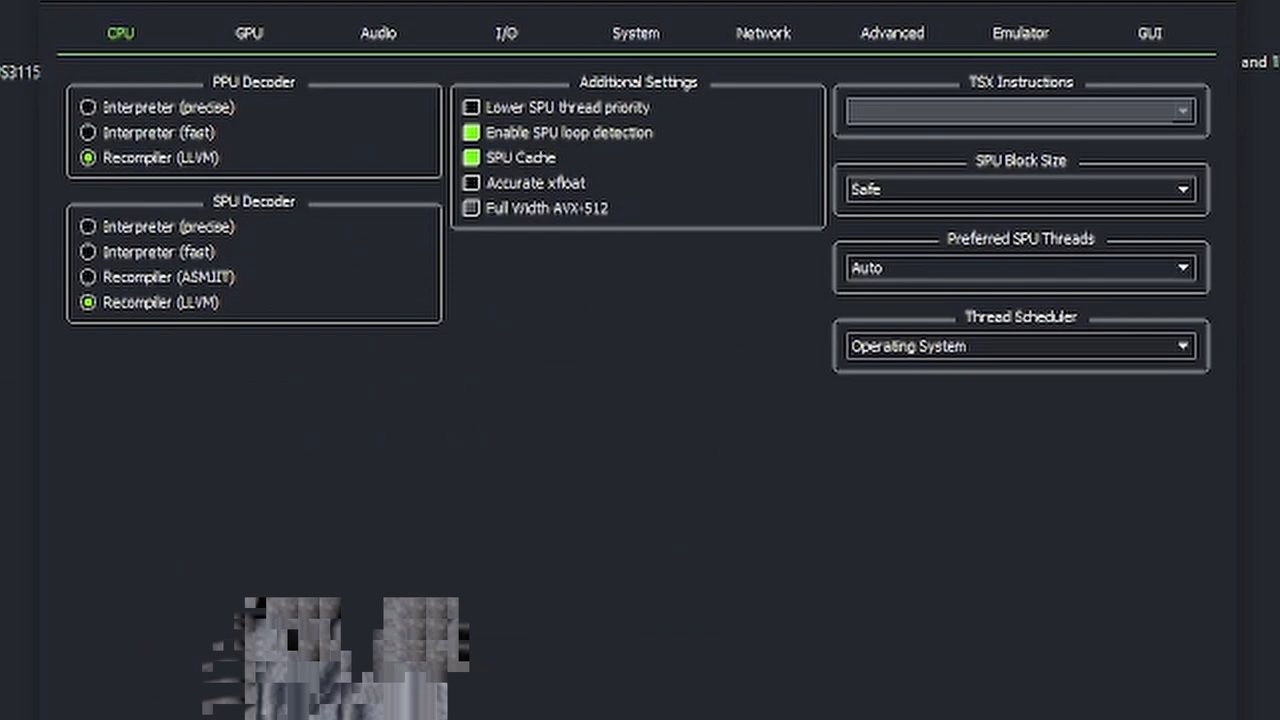 CPU GPU Audio I/O System Network Advanced Emulator GUI
S3115
and
PPU Decoder
Interpreter (precise)
Interpreter (fast)
Recompiler (LLVM)
SPU Decoder
Interpreter (precise)
Interpreter (fast)
Recompiler (ASMJIT)
Recompiler (LLVM)
Additional Settings
Lower SPU thread priority
Enable SPU loop detection
SPU Cache
Accurate xfloat
Full Width AVX-512
TSX Instructions
SPU Block Size
Safe
Preferred SPU Threads
Auto
Thread Scheduler
Operating System